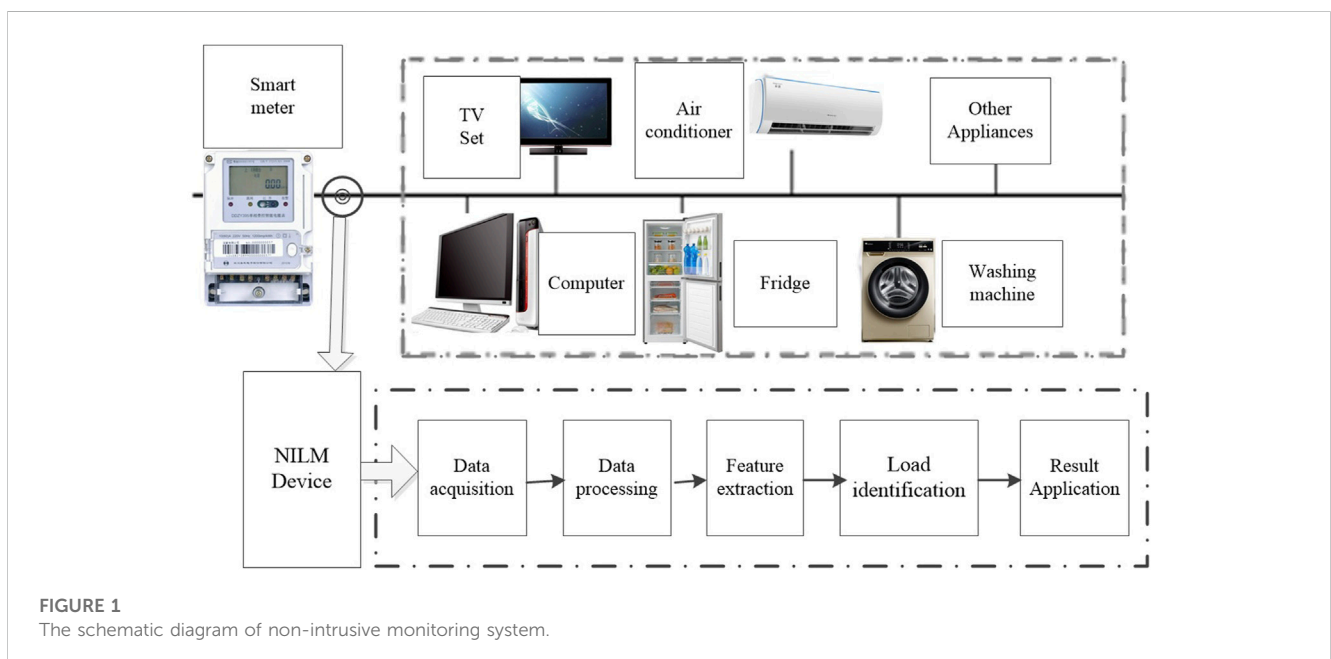 Smart
meter
TV
Set
Air
conditioner
Other
Appliances
000
Computer
Fridge
Washing
machine
NILM
Device
Data
acquisition
Data
processing
Feature
extraction
Load
identification
Result
Application
FIGURE 1
The schematic diagram of non-intrusive monitoring system.